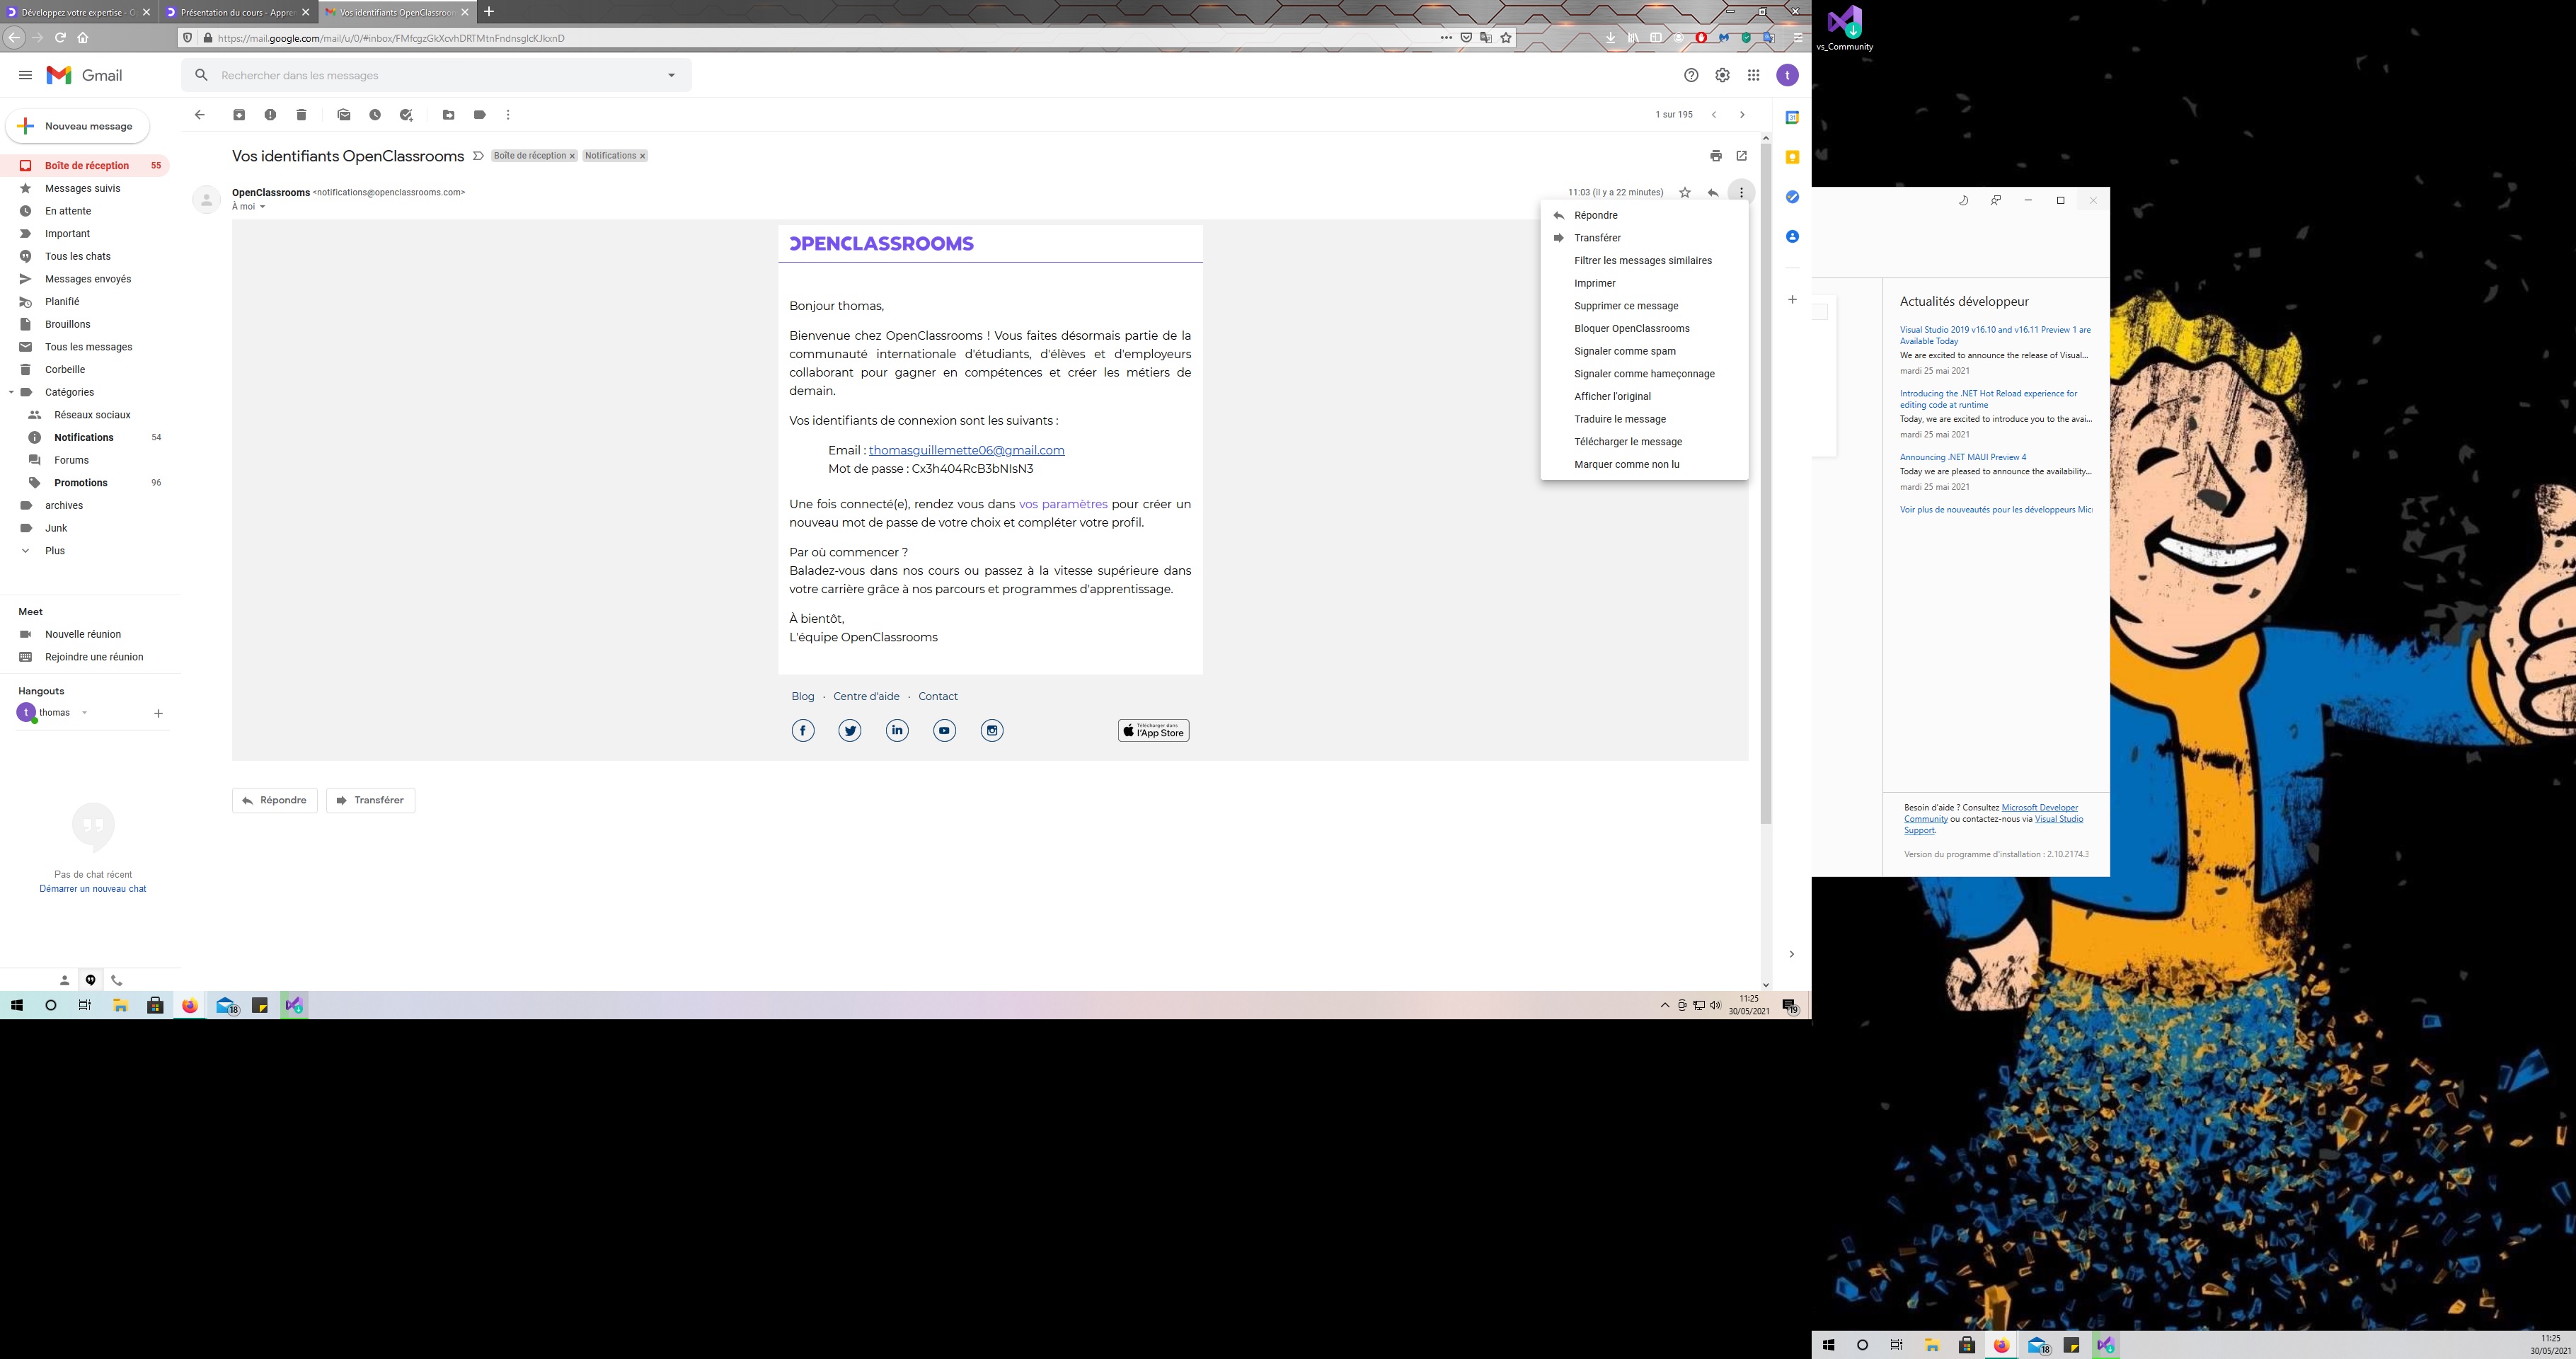 Développez votre expertise - O
Présentation du cours - Appre
Vos identifiants OpenClassroom
https://mail.google.com/mail/u/0/#inbox/FMfcgzGkXcvhDRTMtnFndnsglcKJkxnD
Gmail
Rechercher dans les messages
t
Nouveau message
1 sur 195
Boîte de réception 55
Messages suivis
En attente
Important
Tous les chats
Messages envoyés
Planifié
Brouillons
Tous les messages
Corbeille
Catégories
Réseaux sociaux
Notifications 54
Forums
Promotions 96
archives
Junk
Plus
Meet
Nouvelle réunion
Rejoindre une réunion
Hangouts
t thomas
Pas de chat récent
Démarrer un nouveau chat
Vos identifiants OpenClassrooms Boîte de réception x Notifications x
OpenClassrooms <notifications@openclassrooms.com>
À moi
11:03 (il y a 22 minutes)
OPENCLASSROOMS
Bonjour thomas,
Bienvenue chez OpenClassrooms ! Vous faites désormais partie de la
communauté internationale d'étudiants, d'élèves et d'employeurs
collaborant pour gagner en compétences et créer les métiers de
demain.
Vos identifiants de connexion sont les suivants :
Email : thomasguillemette06@gmail.com
Mot de passe : Cx3h404RcB3bNIsN3
Une fois connecté(e), rendez vous dans vos paramètres pour créer un
nouveau mot de passe de votre choix et compléter votre profil.
Par où commencer ?
Baladez-vous dans nos cours ou passez à la vitesse supérieure dans
votre carrière grâce à nos parcours et programmes d'apprentissage.
À bientôt,
L'équipe OpenClassrooms
Blog · Centre d'aide · Contact
Télécharger dans
l'App Store
Répondre
Transférer
Répondre
Transférer
Filtrer les messages similaires
Imprimer
Supprimer ce message
Bloquer OpenClassrooms
Signaler comme spam
Signaler comme hameçonnage
Afficher l'original
Traduire le message
Télécharger le message
Marquer comme non lu
31
18
11:25
30/05/2021
19
vs_Community
Actualités développeur
Visual Studio 2019 v16.10 and v16.11 Preview 1 are
Available Today
We are excited to announce the release of Visual...
mardi 25 mai 2021
Introducing the .NET Hot Reload experience for
editing code at runtime
Today, we are excited to introduce you to the avai...
mardi 25 mai 2021
Announcing .NET MAUI Preview 4
Today we are pleased to announce the availability...
mardi 25 mai 2021
Voir plus de nouveautés pour les développeurs Mic
Besoin d'aide ? Consultez Microsoft Developer
Community ou contactez-nous via Visual Studio
Support.
Version du programme d'installation : 2.10.2174.3
18
11:25
30/05/2021